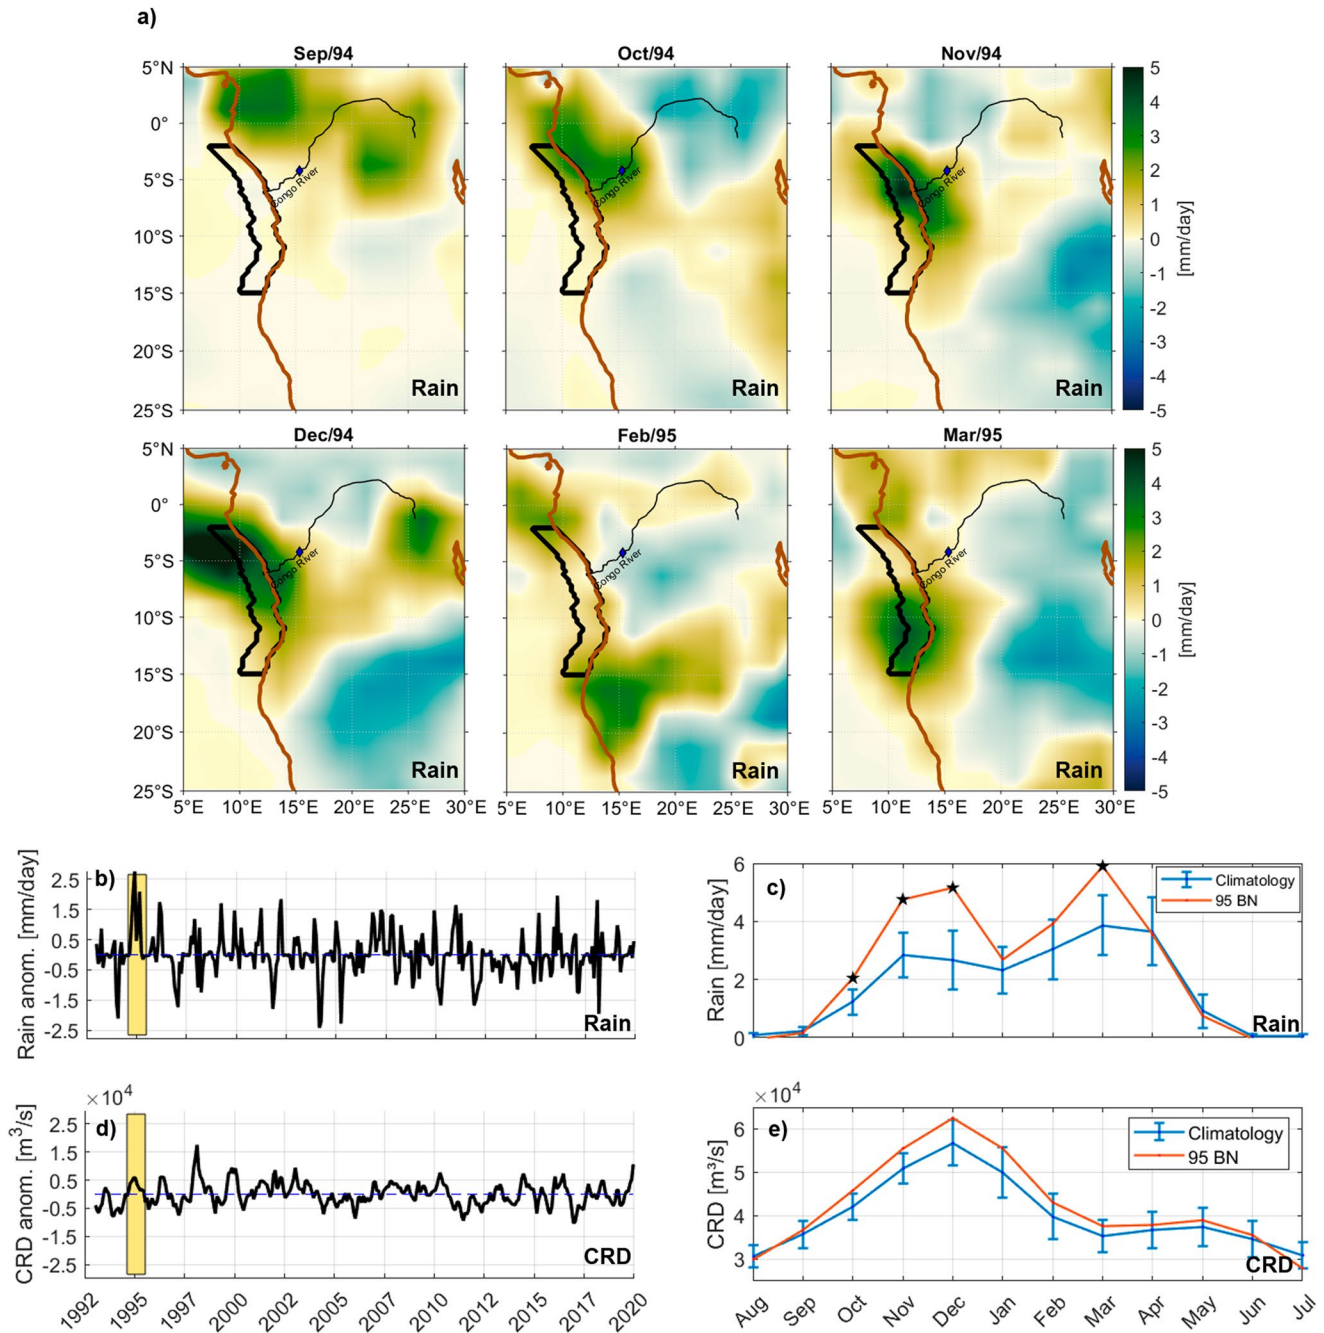 a)
Sep/94
Oct/94
Nov/94
5°N
0°
5°S
10°S
15°S
20°S
25°S
Congo River
Rain
Congo River
Rain
Congo River
Rain
5
4
3
2
1
0
-1
-2
-3
-4
-5
[mm/day]
Dec/94
Feb/95
Mar/95
5°N
0°
5°S
10°S
15°S
20°S
25°S
Congo River
Rain
Congo River
Rain
Congo River
Rain
5°E 10°E 15°E 20°E 25°E 30°E
5°E 10°E 15°E 20°E 25°E 30°E
5°E 10°E 15°E 20°E 25°E 30°E
5
4
3
2
1
0
-1
-2
-3
-4
-5
[mm/day]
b)
Rain anom. [mm/day]
2.5
1.5
0.5
-0.5
-1.5
-2.5
Rain
c)
Rain [mm/day]
6
4
2
0
Climatology
95 BN
Rain
d)
×10⁴
CRD anom. [m³/s]
2.5
1.5
0.5
-0.5
-1.5
-2.5
CRD
1992 1995 1997 2000 2002 2005 2007 2010 2012 2015 2017 2020
e)
×10⁴
CRD [m³/s]
6
5
4
3
Climatology
95 BN
CRD
Aug Sep Oct Nov Dec Jan Feb Mar Apr May Jun Jul